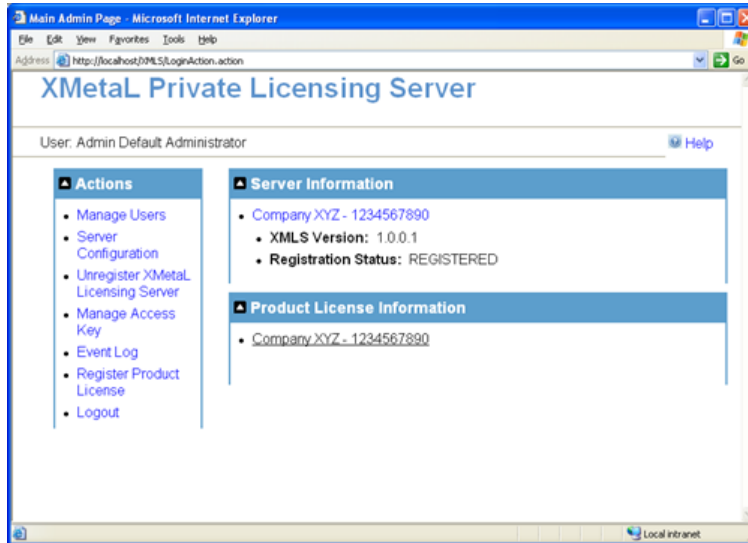 Main Admin Page - Microsoft Internet Explorer
File Edit View Favorites Tools Help
Address http://localhost/XMLS/LoginAction.action Go
XMetaL Private Licensing Server
User: Admin Default Administrator
Help
Actions
Manage Users
Server
Configuration
Unregister XMetaL
Licensing Server
Manage Access
Key
Event Log
Register Product
License
Logout
Server Information
Company XYZ - 1234567890
XMLS Version: 1.0.0.1
Registration Status: REGISTERED
Product License Information
Company XYZ - 1234567890
Local intranet